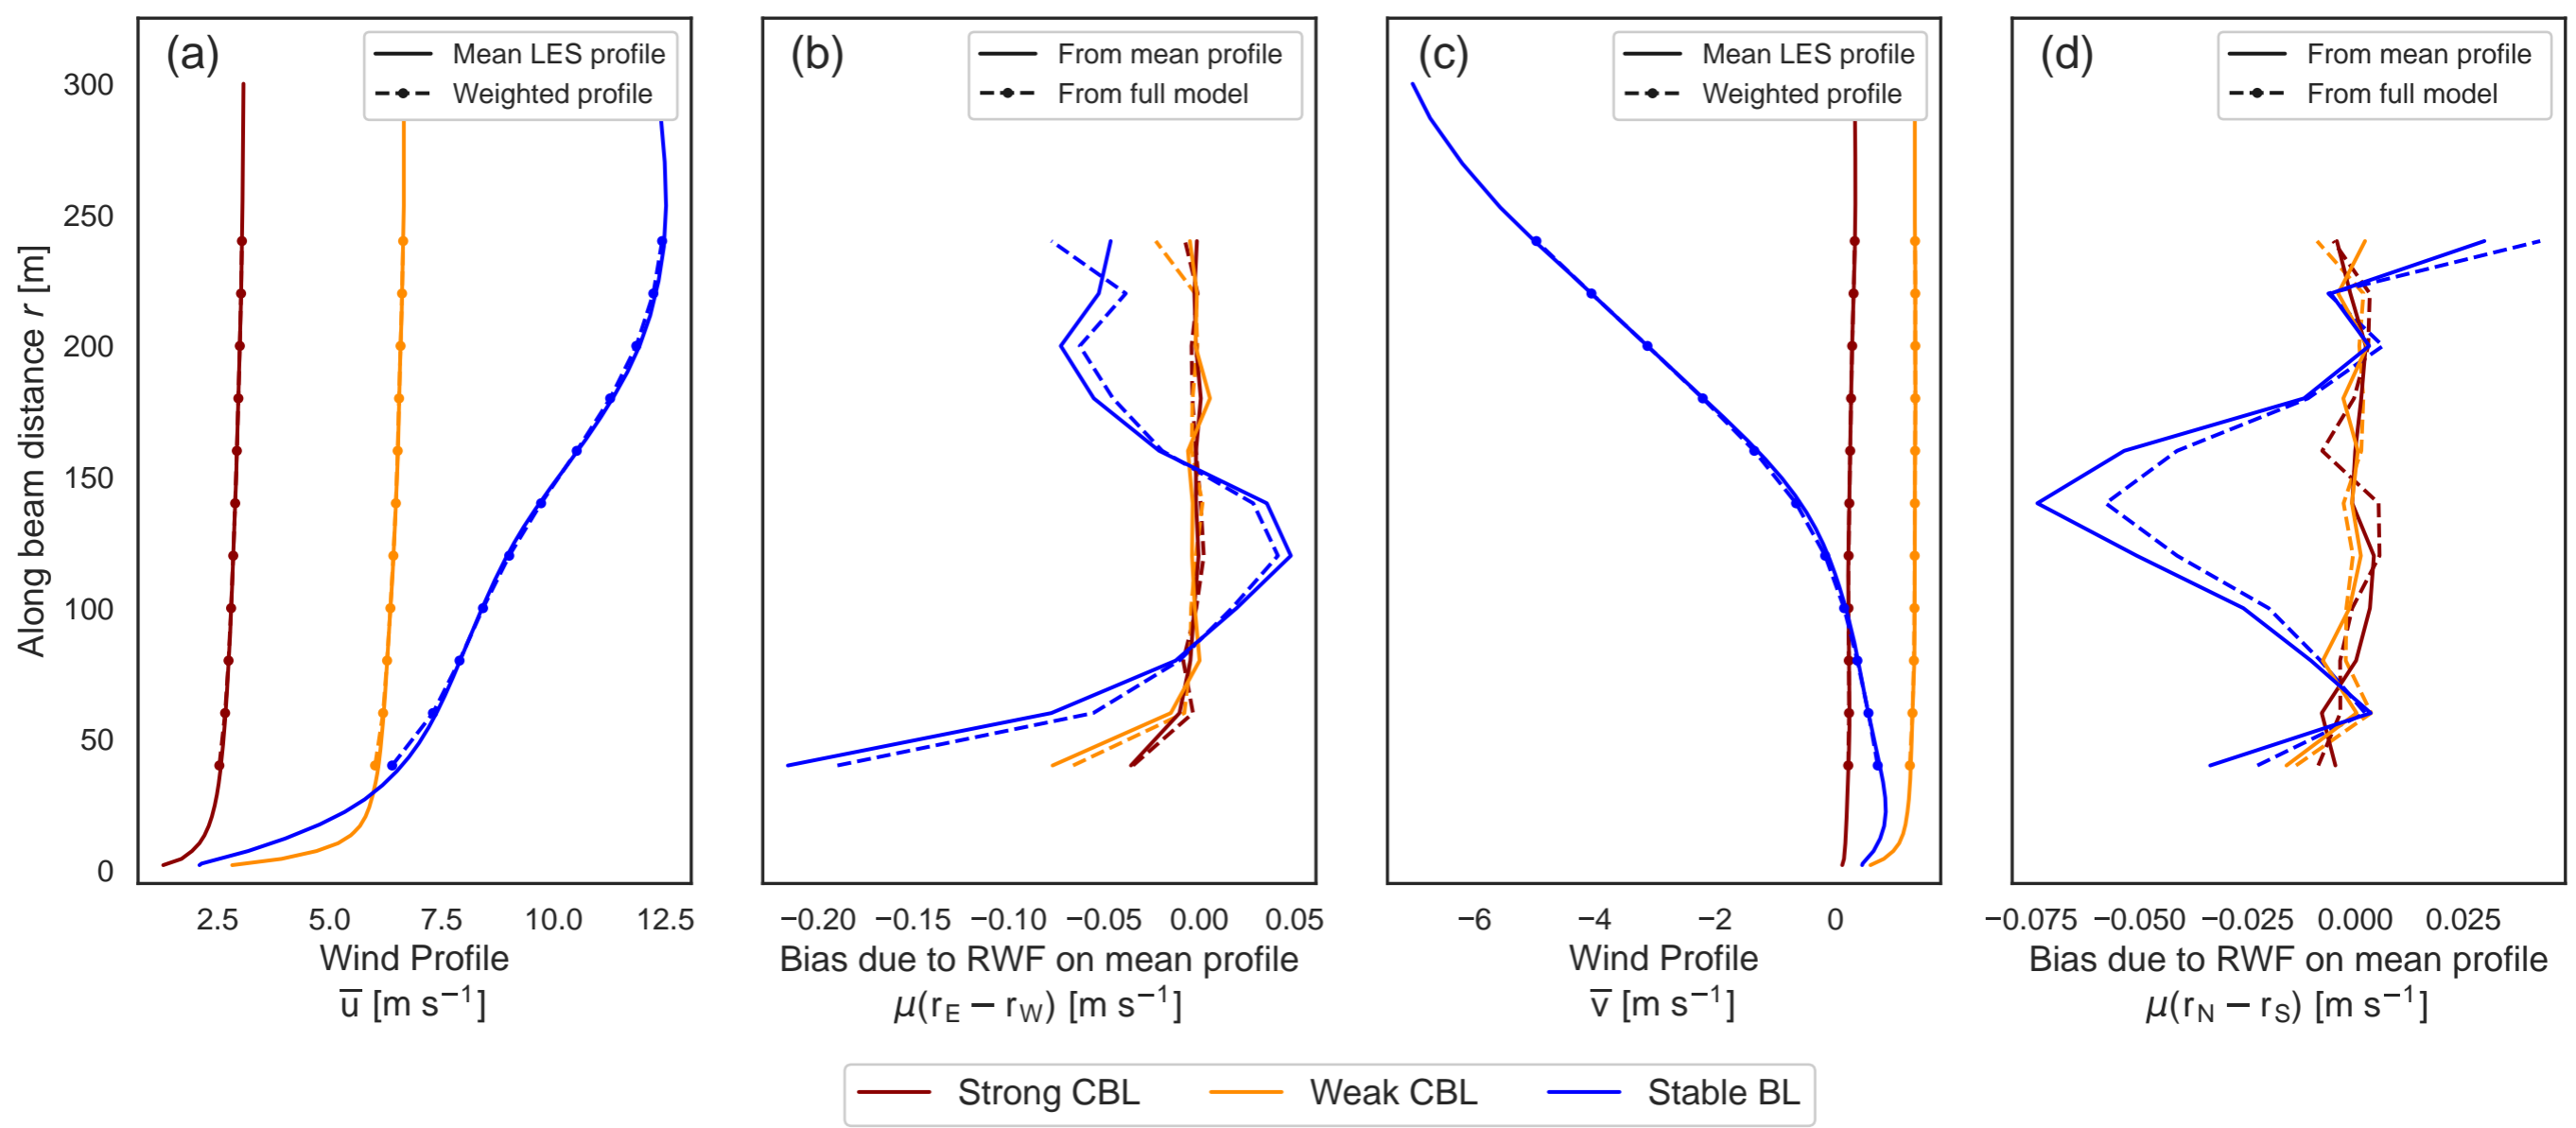 (a)
Mean LES profile
Weighted profile
(b)
From mean profile
From full model
(c)
Mean LES profile
Weighted profile
(d)
From mean profile
From full model
Along beam distance r [m]
300
250
200
150
100
50
0
2.5 5.0 7.5 10.0 12.5
Wind Profile
u̅ [m s⁻¹]
−0.20 −0.15 −0.10 −0.05 0.00 0.05
Bias due to RWF on mean profile
μ(r_E − r_W) [m s⁻¹]
−6 −4 −2 0
Wind Profile
v̅ [m s⁻¹]
−0.075 −0.050 −0.025 0.000 0.025
Bias due to RWF on mean profile
μ(r_N − r_S) [m s⁻¹]
Strong CBL Weak CBL Stable BL